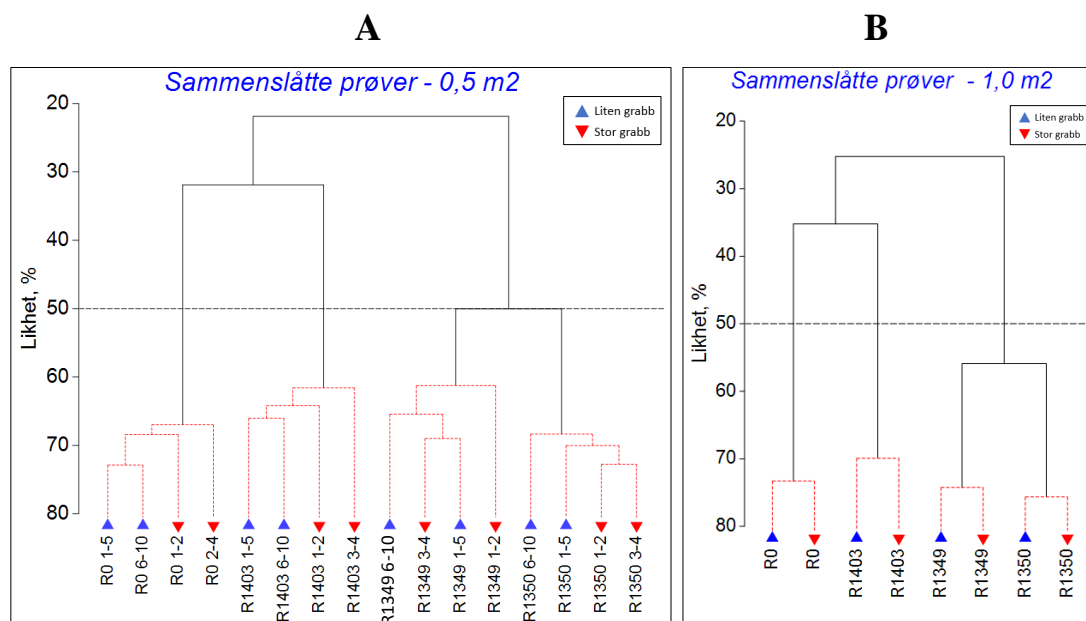 A
Sammenslåtte prøver - 0,5 m2
Liten grabb
Stor grabb
Likhet, %
20
30
40
50
60
70
80
R0 1-5
R0 6-10
R0 1-2
R0 2-4
R1403 1-5
R1403 6-10
R1403 1-2
R1403 3-4
R1349 6-10
R1349 3-4
R1349 1-5
R1349 1-2
R1350 6-10
R1350 1-5
R1350 1-2
R1350 3-4
B
Sammenslåtte prøver - 1,0 m2
Liten grabb
Stor grabb
Likhet, %
20
30
40
50
60
70
80
R0
R0
R1403
R1403
R1349
R1349
R1350
R1350